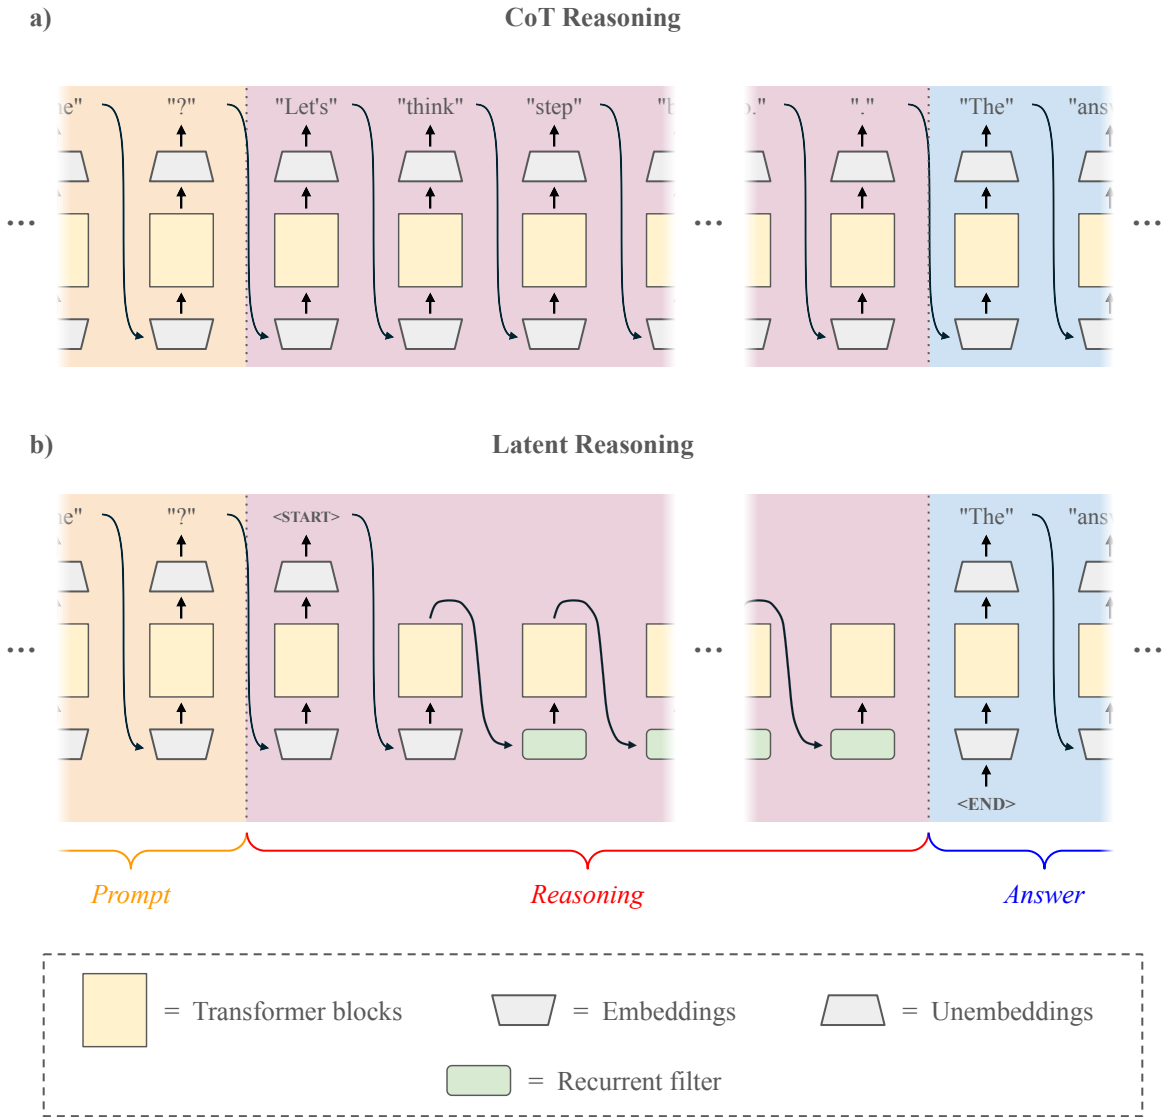 a) CoT Reasoning
"?" "Let's" "think" "step" "." "The"
... ... ...
b) Latent Reasoning
"?" <START> "The"
... ... ...
<END>
Prompt Reasoning Answer
= Transformer blocks = Embeddings = Unembeddings
= Recurrent filter